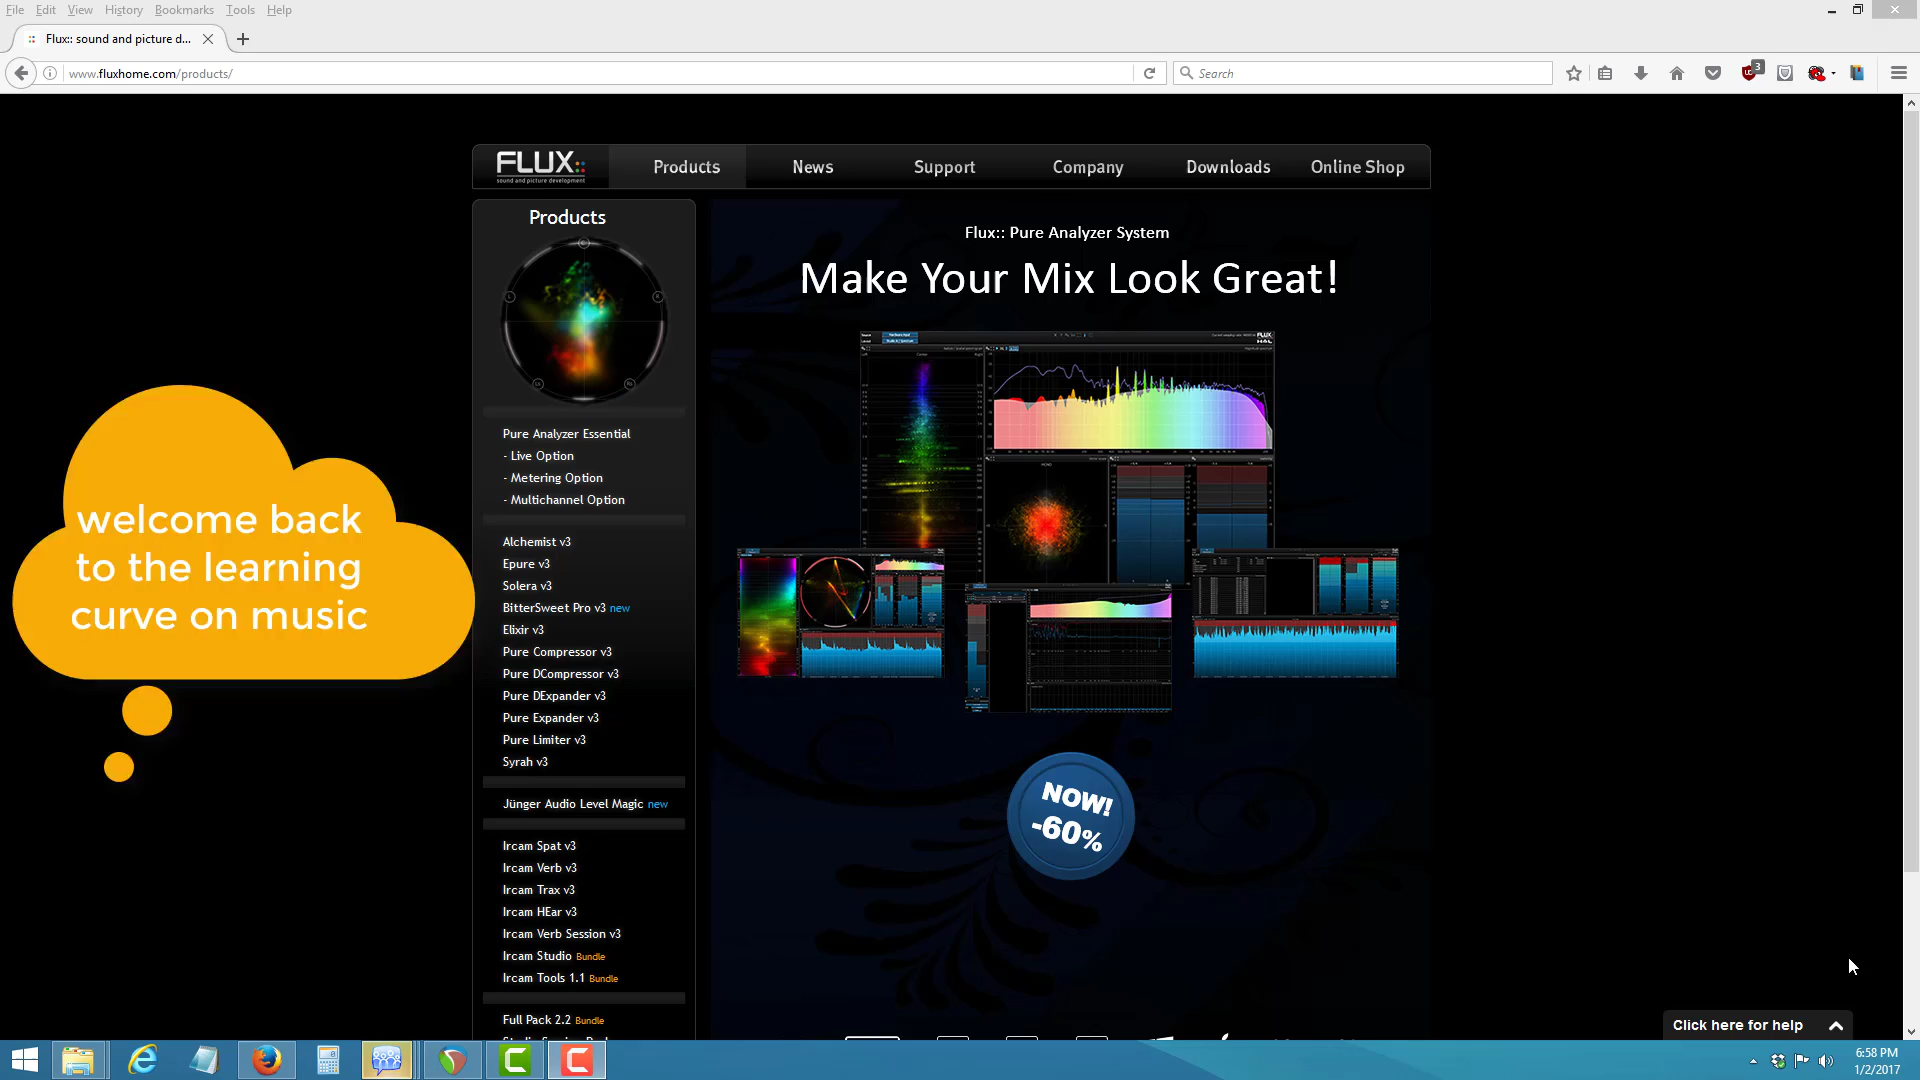 File Edit View History Bookmarks Tools Help
Flux:: sound and picture d...
www.fluxhome.com/products/
Search
3
FLUX::
sound and picture development
Products News Support Company Downloads Online Shop
Products
Pure Analyzer Essential
- Live Option
- Metering Option
- Multichannel Option
Alchemist v3
Epure v3
Solera v3
BitterSweet Pro v3 new
Elixir v3
Pure Compressor v3
Pure DCompressor v3
Pure DExpander v3
Pure Expander v3
Pure Limiter v3
Syrah v3
Jünger Audio Level Magic new
Ircam Spat v3
Ircam Verb v3
Ircam Trax v3
Ircam HEar v3
Ircam Verb Session v3
Ircam Studio Bundle
Ircam Tools 1.1 Bundle
Full Pack 2.2 Bundle
Flux:: Pure Analyzer System
Make Your Mix Look Great!
NOW!
-60%
welcome back
to the learning
curve on music
Click here for help
6:58 PM
1/2/2017